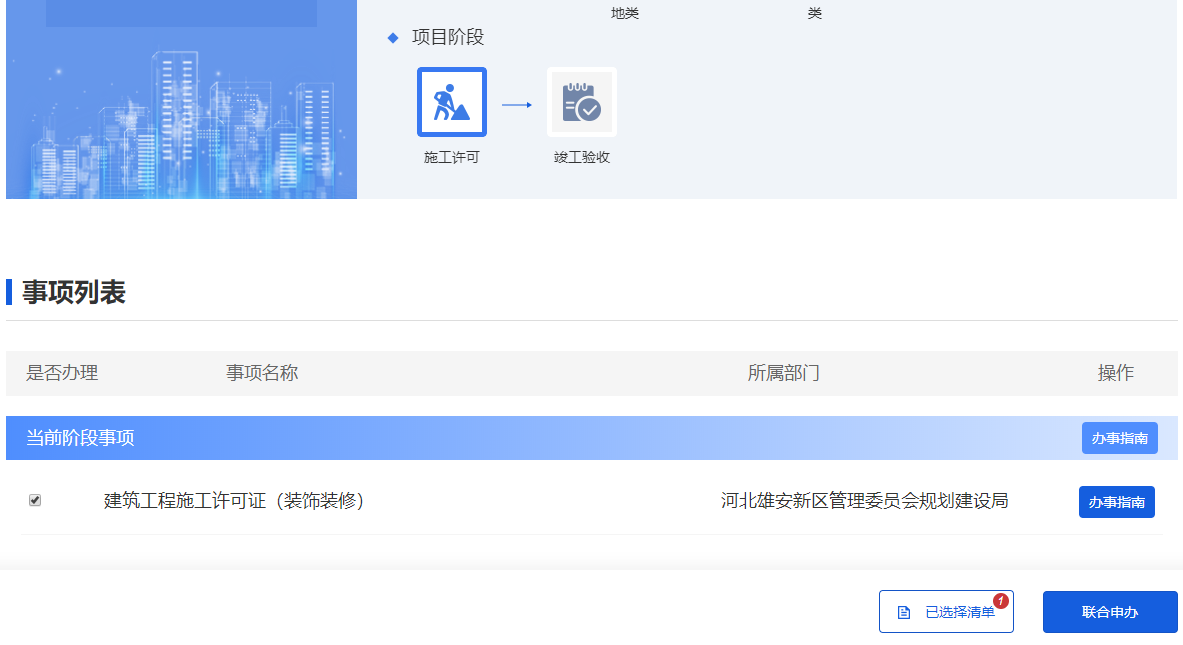 地类 类
项目阶段
施工许可 竣工验收
事项列表
是否办理 事项名称 所属部门 操作
当前阶段事项 办事指南
建筑工程施工许可证（装饰装修） 河北雄安新区管理委员会规划建设局 办事指南
已选择清单 1 联合申办